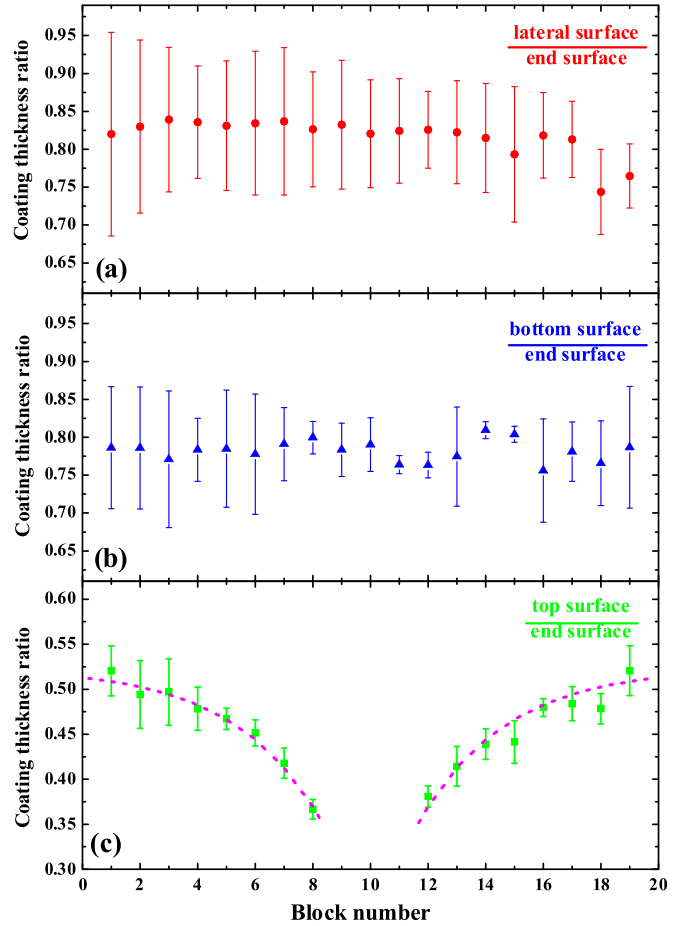 0.95
0.90
0.85
0.80
0.75
0.70
0.65
Coating thickness ratio
lateral surface
end surface
(a)
0.95
0.90
0.85
0.80
0.75
0.70
0.65
Coating thickness ratio
bottom surface
end surface
(b)
0.60
0.55
0.50
0.45
0.40
0.35
0.30
Coating thickness ratio
top surface
end surface
(c)
0 2 4 6 8 10 12 14 16 18 20
Block number